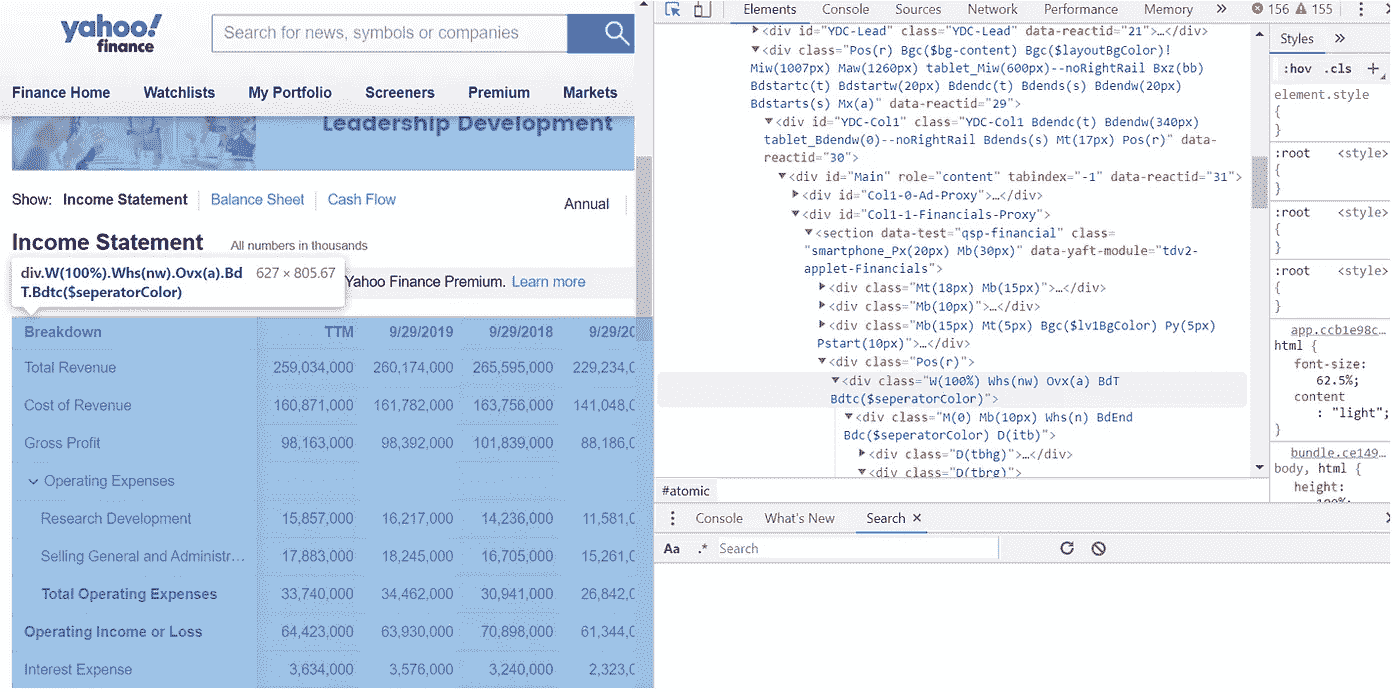 yahoo!
finance
Search for news, symbols or companies
Finance Home Watchlists My Portfolio Screeners Premium Markets
Leadership Development
Show: Income Statement Balance Sheet Cash Flow Annual
Income Statement All numbers in thousands
div.W(100%).Whs(nw).Ovx(a).Bd 627 × 805.67
T.Bdtc($seperatorColor)
Yahoo Finance Premium. Learn more
Breakdown TTM 9/29/2019 9/29/2018 9/29/20
Total Revenue 259,034,000 260,174,000 265,595,000 229,234,0
Cost of Revenue 160,871,000 161,782,000 163,756,000 141,048,0
Gross Profit 98,163,000 98,392,000 101,839,000 88,186,0
Operating Expenses
Research Development 15,857,000 16,217,000 14,236,000 11,581,0
Selling General and Administr... 17,883,000 18,245,000 16,705,000 15,261,0
Total Operating Expenses 33,740,000 34,462,000 30,941,000 26,842,0
Operating Income or Loss 64,423,000 63,930,000 70,898,000 61,344,0
Interest Expense 3,634,000 3,576,000 3,240,000 2,323,0
Elements Console Sources Network Performance Memory » 156 155
<div id="YDC-Lead" class="YDC-Lead" data-reactid="21">…</div>
<div class="Pos(r) Bgc($bg-content) Bgc($layoutBgColor)!
Miw(1007px) Maw(1260px) tablet_Miw(600px)--noRightRail Bxz(bb)
Bdstartc(t) Bdstartw(20px) Bdendc(t) Bdends(s) Bdendw(20px)
Bdstarts(s) Mx(a)" data-reactid="29">
<div id="YDC-Col1" class="YDC-Col1 Bdendc(t) Bdendw(340px)
tablet_Bdendw(0)--noRightRail Bdends(s) Mt(17px) Pos(r)" data-
reactid="30">
<div id="Main" role="content" tabindex="-1" data-reactid="31">
<div id="Col1-0-Ad-Proxy">…</div>
<div id="Col1-1-Financials-Proxy">
<section data-test="qsp-financial" class=
"smartphone_Px(20px) Mb(30px)" data-yaft-module="tdv2-
applet-Financials">
<div class="Mt(18px) Mb(15px)">…</div>
<div class="Mb(10px)">…</div>
<div class="Mb(15px) Mt(5px) Bgc($lv1BgColor) Py(5px)
Pstart(10px)">…</div>
<div class="Pos(r)">
<div class="W(100%) Whs(nw) Ovx(a) BdT
Bdtc($seperatorColor)">
<div class="M(0) Mb(10px) Whs(n) BdEnd
Bdc($seperatorColor) D(itb)">
<div class="D(tbhg)">…</div>
<div class="D(tbrg)">
#atomic
Styles »
:hov .cls +
element.style
{
}
:root <style>
{
}
:root <style>
{
}
:root <style>
{
}
app.ccb1e98c…
html {
font-size:
62.5%;
content
: "light";
}
bundle.ce149…
body, html {
height:
100%;
Console What's New Search ×
Aa .* Search